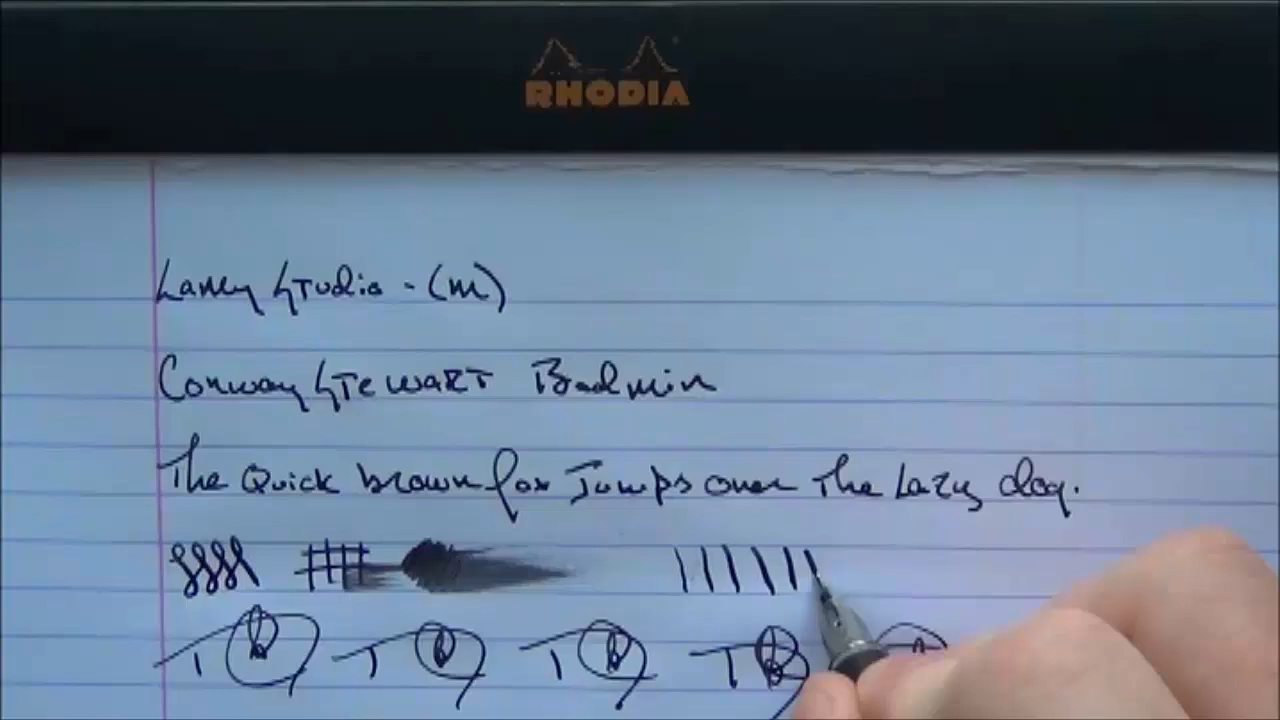 RHODIA
Lamy Studio - (M)
Conway Stewart Bodmin
The Quick brown fox Jumps over The Lazy dog.